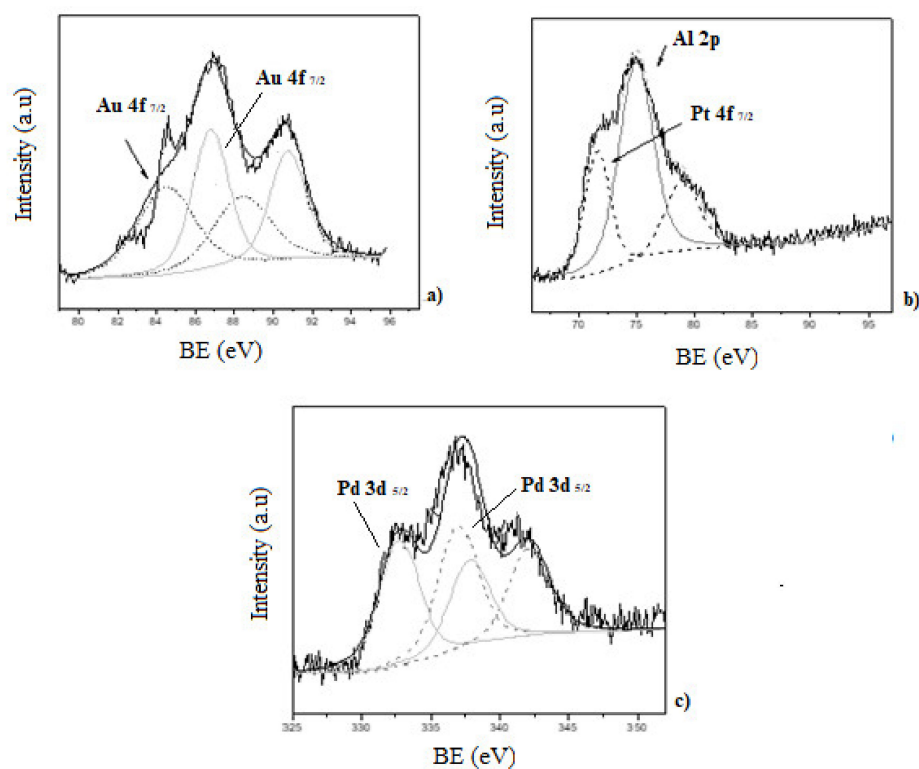 Intensity (a.u)
Au 4f 7/2
Au 4f 7/2
80 82 84 86 88 90 92 94 96
BE (eV)
a)
Intensity (a.u)
Al 2p
Pt 4f 7/2
70 75 80 85 90 95
BE (eV)
b)
Intensity (a.u)
Pd 3d 5/2
Pd 3d 5/2
325 330 335 340 345 350
BE (eV)
c)